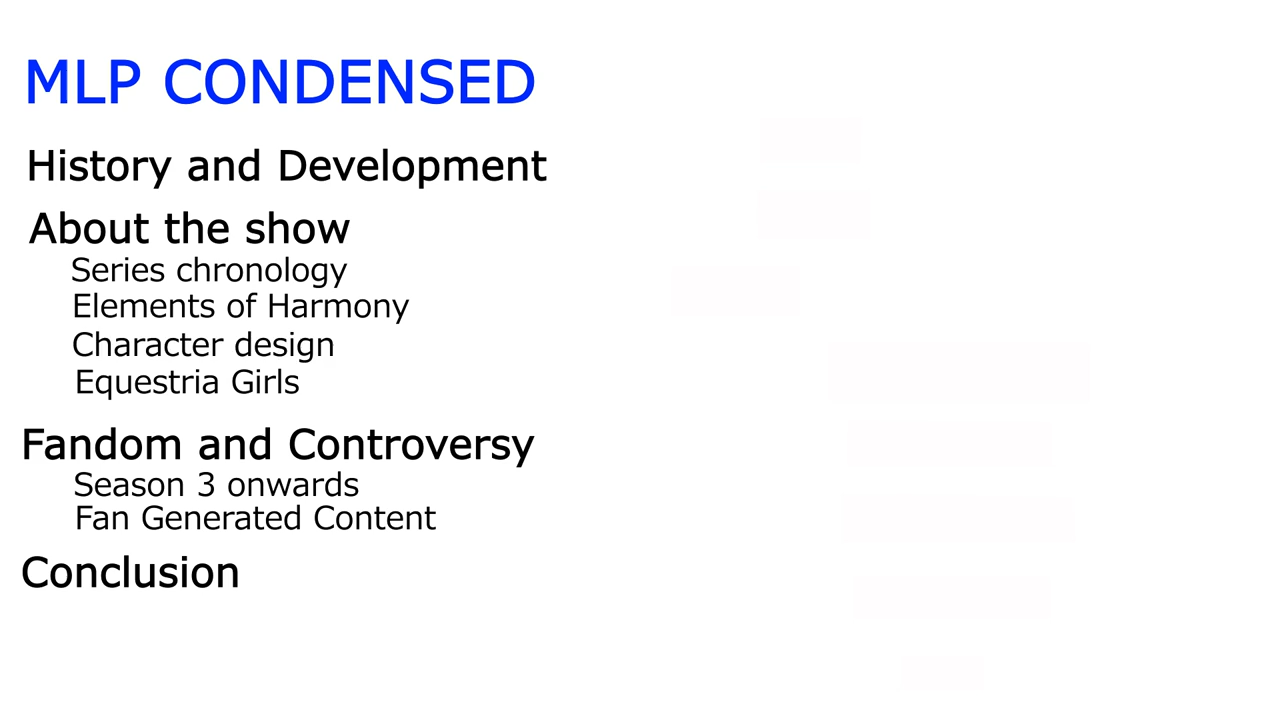 MLP CONDENSED
History and Development
About the show
Series chronology
Elements of Harmony
Character design
Equestria Girls
Fandom and Controversy
Season 3 onwards
Fan Generated Content
Conclusion